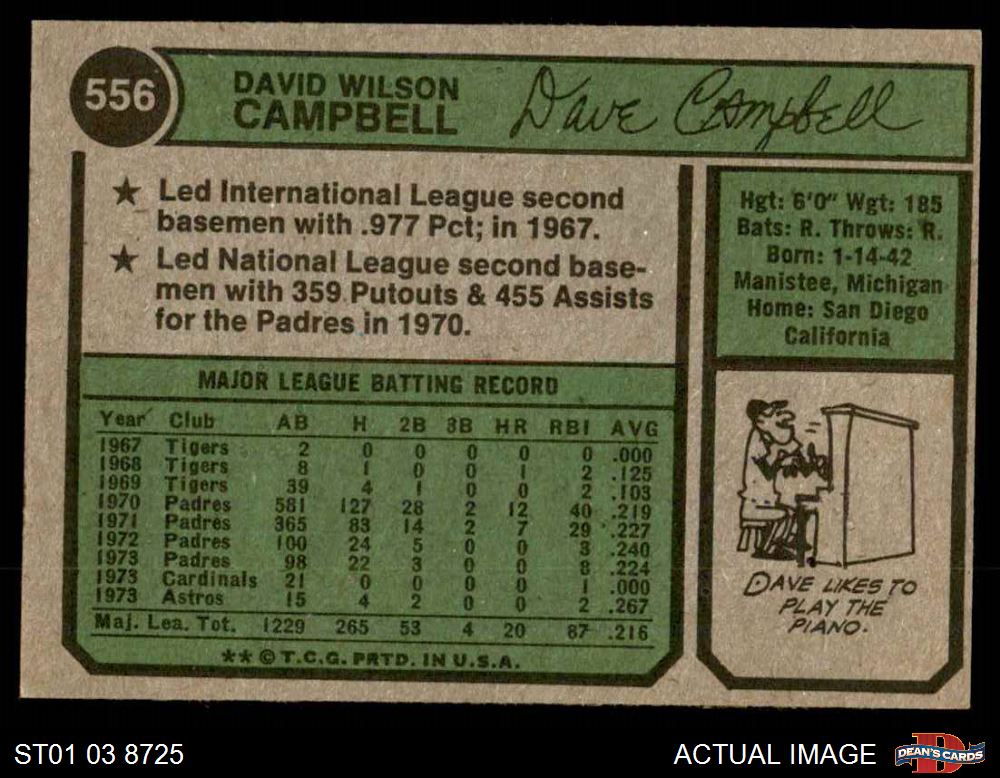 556
DAVID WILSON
CAMPBELL
Dave Campbell
★ Led International League second
basemen with .977 Pct; in 1967.
★ Led National League second base-
men with 359 Putouts & 455 Assists
for the Padres in 1970.
Hgt: 6'0" Wgt: 185
Bats: R. Throws: R.
Born: 1-14-42
Manistee, Michigan
Home: San Diego
California
MAJOR LEAGUE BATTING RECORD
Year Club AB H 2B 3B HR RBI AVG
1967 Tigers 2 0 0 0 0 0 .000
1968 Tigers 8 1 0 0 1 2 .125
1969 Tigers 39 4 1 0 0 2 .103
1970 Padres 581 127 28 2 12 40 .219
1971 Padres 365 83 14 2 7 29 .227
1972 Padres 100 24 5 0 0 3 .240
1973 Padres 98 22 3 0 0 8 .224
1973 Cardinals 21 0 0 0 0 1 .000
1973 Astros 15 4 2 0 0 2 .267
Maj. Lea. Tot. 1229 265 53 4 20 87 .216
** © T.C.G. PRTD. IN U.S.A.
DAVE LIKES TO
PLAY THE
PIANO.
ST01 03 8725
ACTUAL IMAGE
D
DEAN'S CARDS